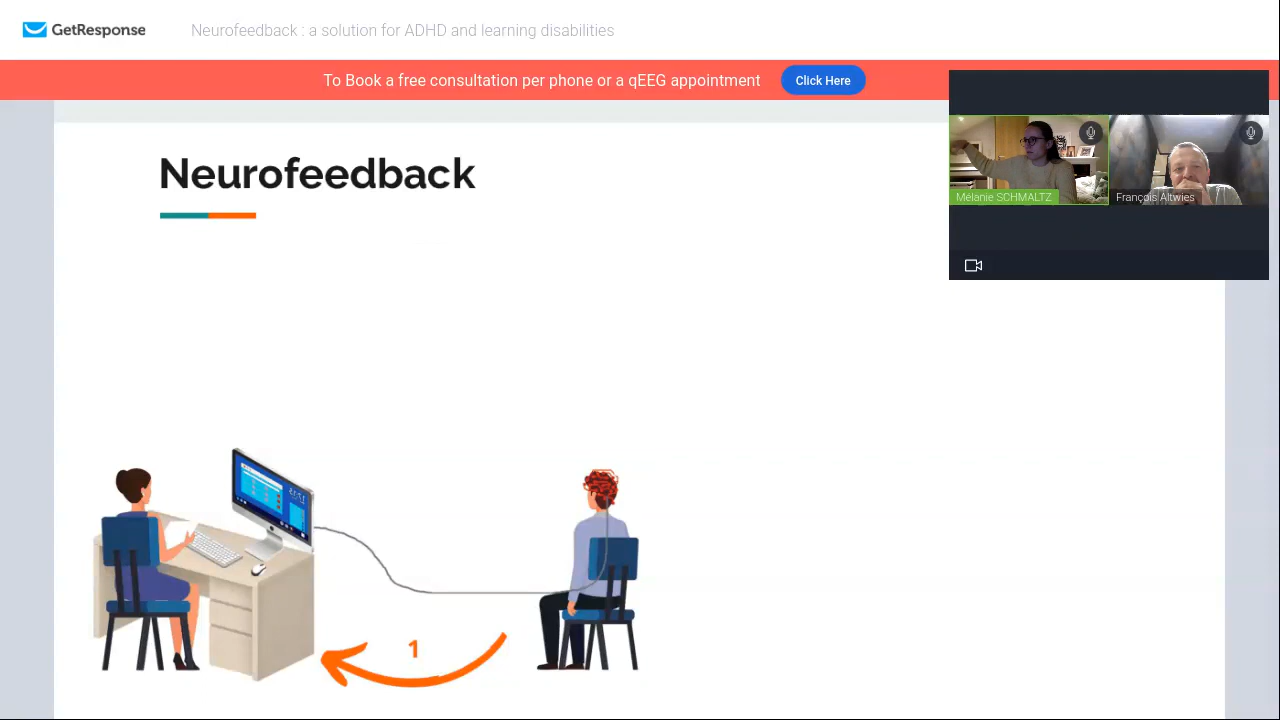 GetResponse
Neurofeedback : a solution for ADHD and learning disabilities
To Book a free consultation per phone or a qEEG appointment
Click Here
Neurofeedback
Mélanie SCHMALTZ
François Altwies
1